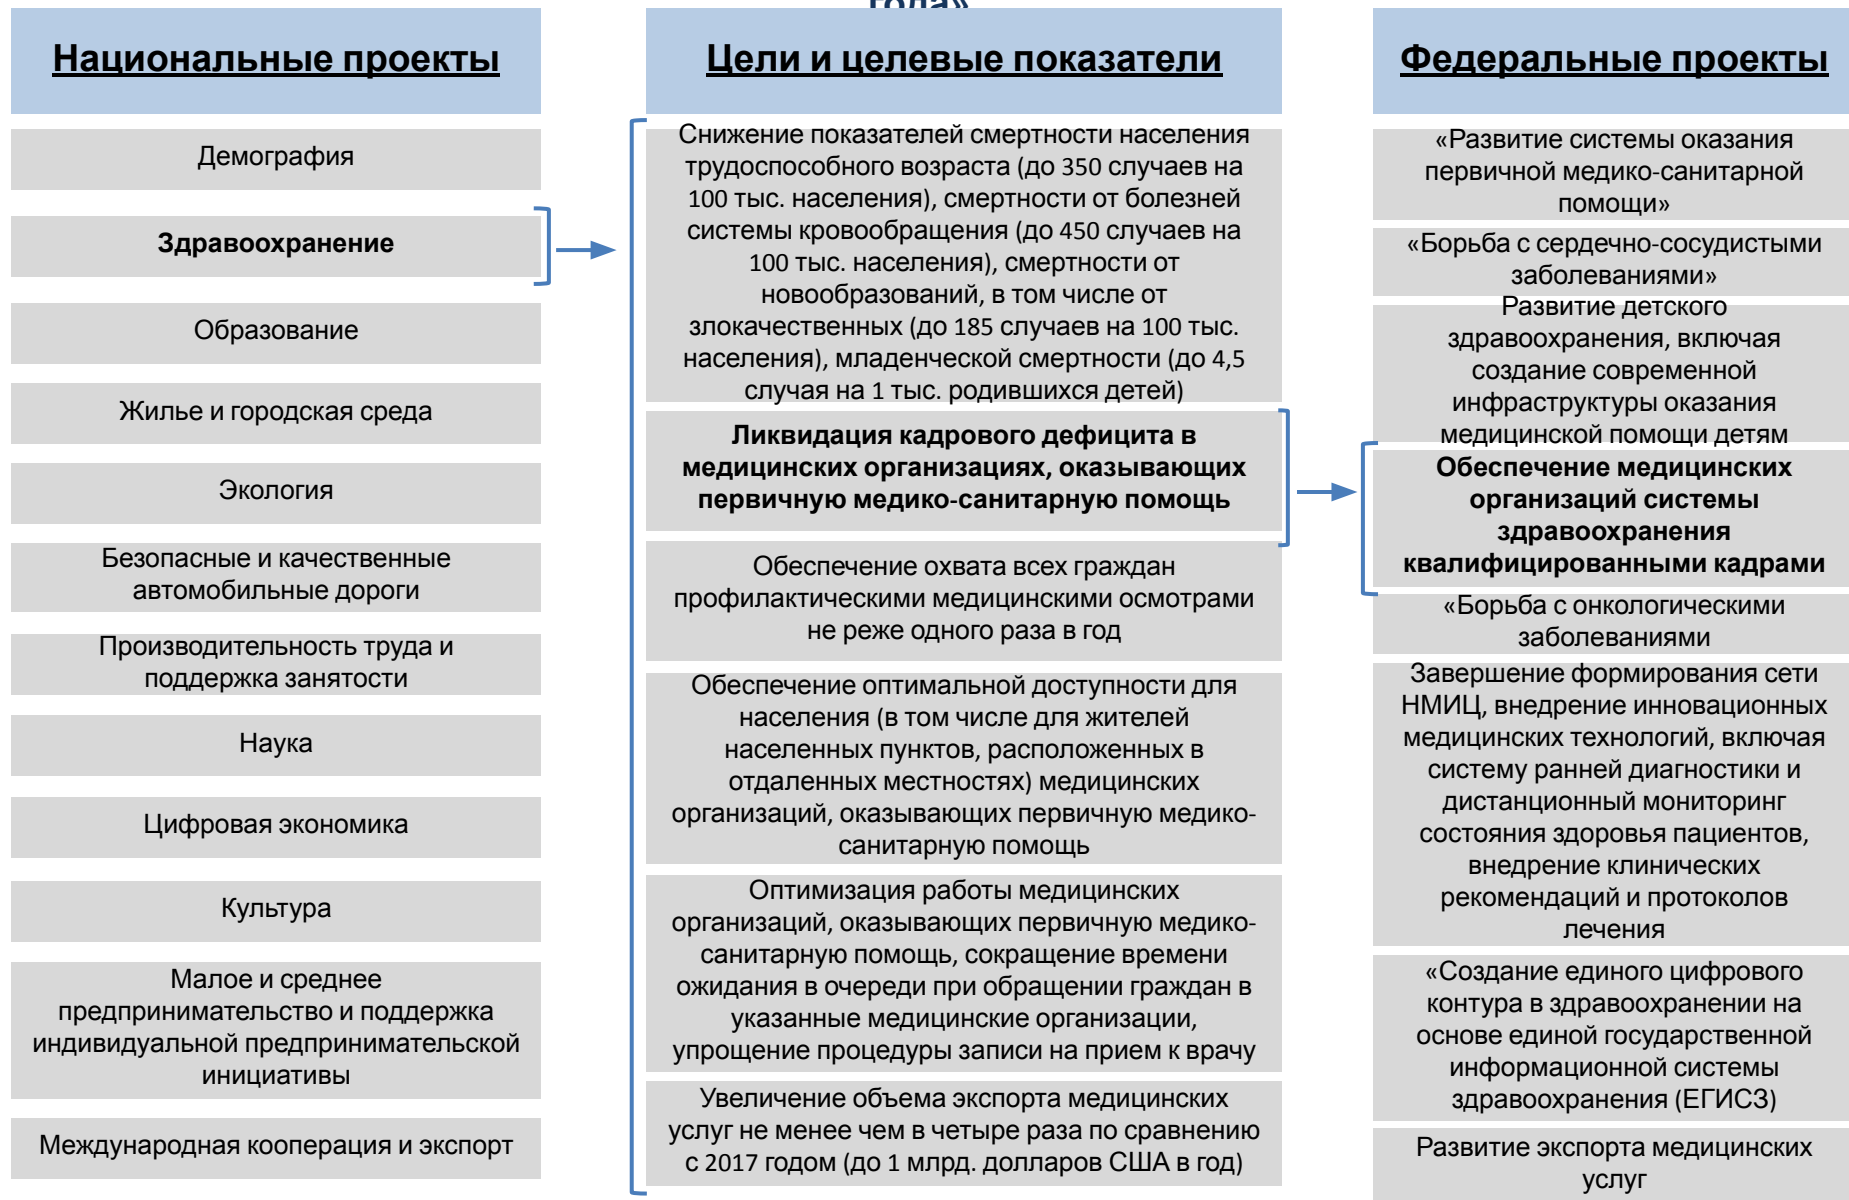 года»
Национальные проекты
Демография
Здравоохранение
Образование
Жилье и городская среда
Экология
Безопасные и качественные
автомобильные дороги
Производительность труда и
поддержка занятости
Наука
Цифровая экономика
Культура
Малое и среднее
предпринимательство и поддержка
индивидуальной предпринимательской
инициативы
Международная кооперация и экспорт
Цели и целевые показатели
Снижение показателей смертности населения
трудоспособного возраста (до 350 случаев на
100 тыс. населения), смертности от болезней
системы кровообращения (до 450 случаев на
100 тыс. населения), смертности от
новообразований, в том числе от
злокачественных (до 185 случаев на 100 тыс.
населения), младенческой смертности (до 4,5
случая на 1 тыс. родившихся детей)
Ликвидация кадрового дефицита в
медицинских организациях, оказывающих
первичную медико-санитарную помощь
Обеспечение охвата всех граждан
профилактическими медицинскими осмотрами
не реже одного раза в год
Обеспечение оптимальной доступности для
населения (в том числе для жителей
населенных пунктов, расположенных в
отдаленных местностях) медицинских
организаций, оказывающих первичную медико-
санитарную помощь
Оптимизация работы медицинских
организаций, оказывающих первичную медико-
санитарную помощь, сокращение времени
ожидания в очереди при обращении граждан в
указанные медицинские организации,
упрощение процедуры записи на прием к врачу
Увеличение объема экспорта медицинских
услуг не менее чем в четыре раза по сравнению
с 2017 годом (до 1 млрд. долларов США в год)
Федеральные проекты
«Развитие системы оказания
первичной медико-санитарной
помощи»
«Борьба с сердечно-сосудистыми
заболеваниями»
Развитие детского
здравоохранения, включая
создание современной
инфраструктуры оказания
медицинской помощи детям
Обеспечение медицинских
организаций системы
здравоохранения
квалифицированными кадрами
«Борьба с онкологическими
заболеваниями
Завершение формирования сети
НМИЦ, внедрение инновационных
медицинских технологий, включая
систему ранней диагностики и
дистанционный мониторинг
состояния здоровья пациентов,
внедрение клинических
рекомендаций и протоколов
лечения
«Создание единого цифрового
контура в здравоохранении на
основе единой государственной
информационной системы
здравоохранения (ЕГИСЗ)
Развитие экспорта медицинских
услуг